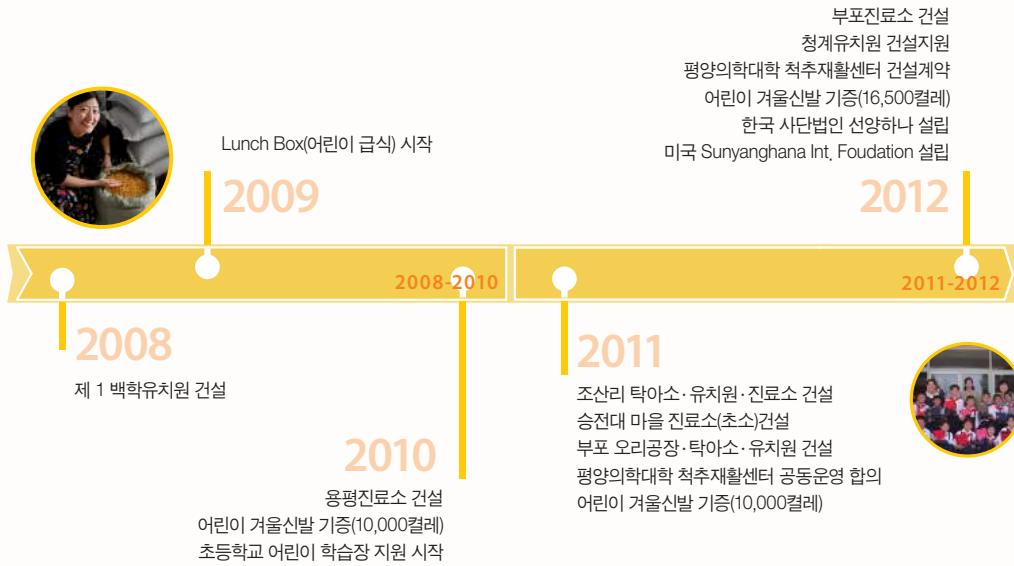 부포진료소 건설
청계유치원 건설지원
평양의학대학 척추재활센터 건설계약
어린이 겨울신발 기증(16,500켤레)
한국 사단법인 선양하나 설립
미국 Sunyanghana Int. Foudation 설립
2012
Lunch Box(어린이 급식) 시작
2009
2008-2010
2011-2012
2008
제 1 백학유치원 건설
2010
용평진료소 건설
어린이 겨울신발 기증(10,000켤레)
초등학교 어린이 학습장 지원 시작
2011
조산리 탁아소·유치원·진료소 건설
승전대 마을 진료소(초소)건설
부포 오리공장·탁아소·유치원 건설
평양의학대학 척추재활센터 공동운영 합의
어린이 겨울신발 기증(10,000켤레)